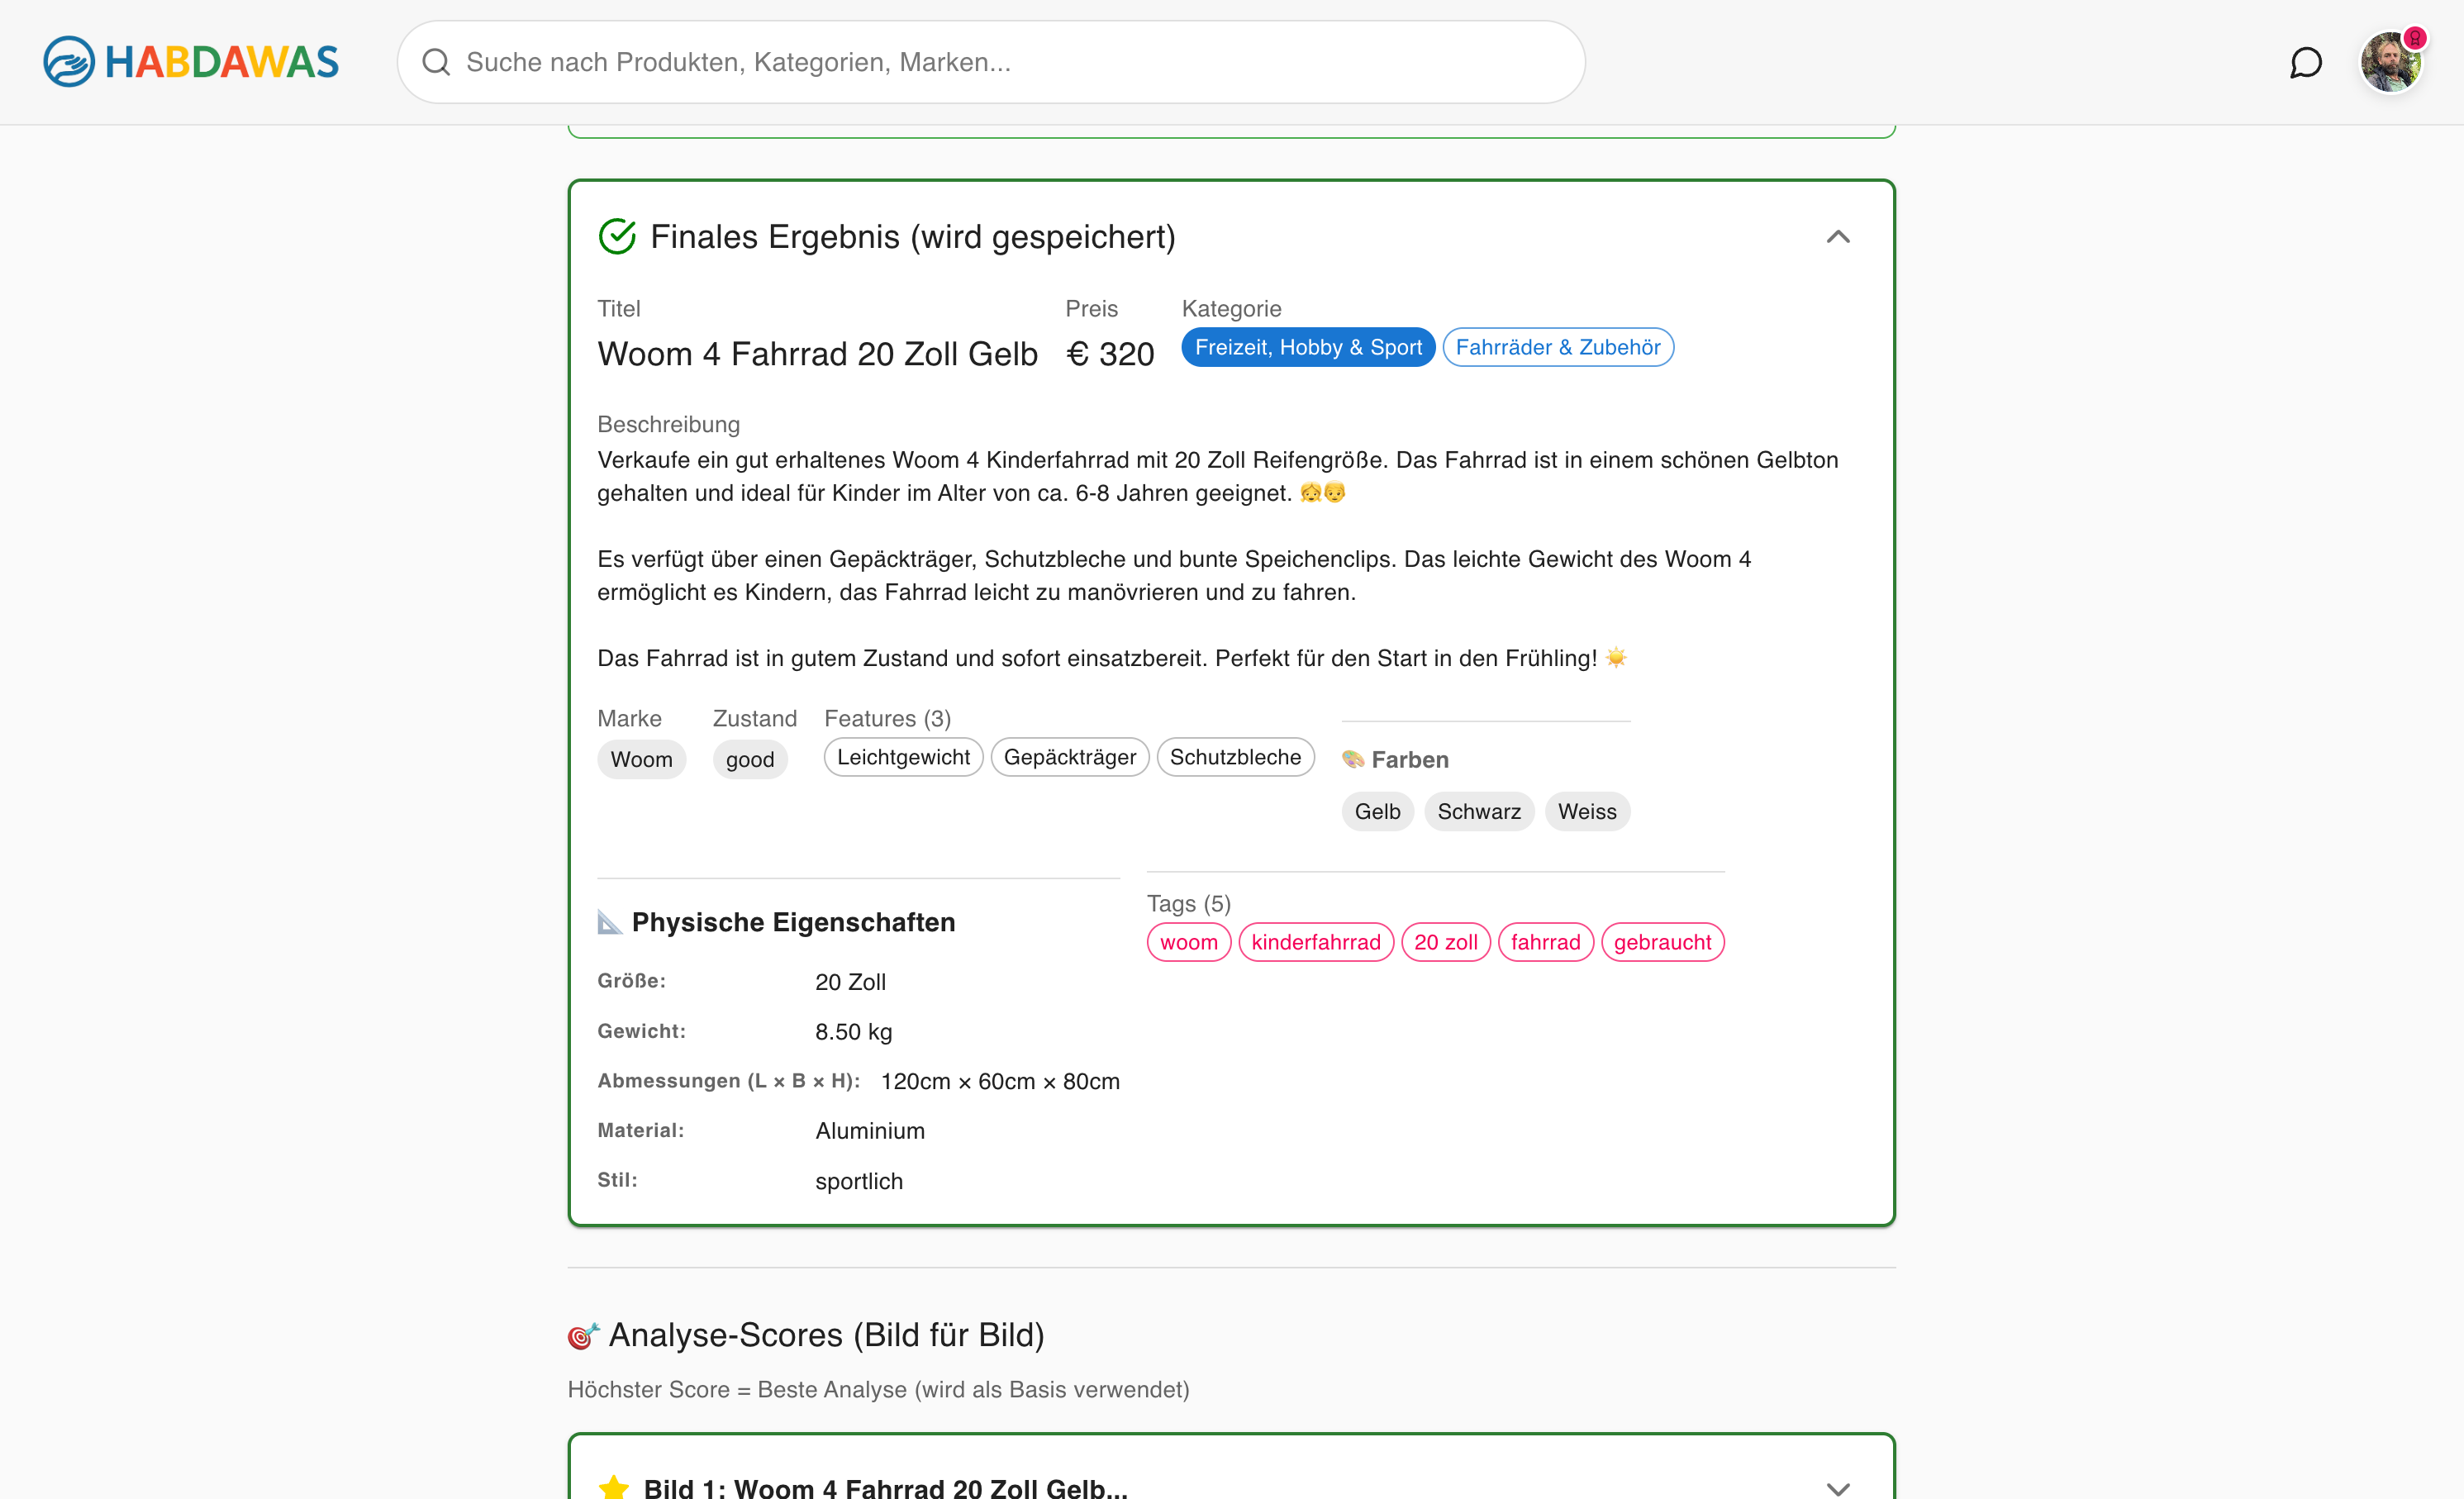 HABDAWAS
Suche nach Produkten, Kategorien, Marken...
Finales Ergebnis (wird gespeichert)
Titel
Woom 4 Fahrrad 20 Zoll Gelb
Preis
€ 320
Kategorie
Freizeit, Hobby & Sport
Fahrräder & Zubehör
Beschreibung
Verkaufe ein gut erhaltenes Woom 4 Kinderfahrrad mit 20 Zoll Reifengröße. Das Fahrrad ist in einem schönen Gelbton
gehalten und ideal für Kinder im Alter von ca. 6-8 Jahren geeignet. 👧👦
Es verfügt über einen Gepäckträger, Schutzbleche und bunte Speichenclips. Das leichte Gewicht des Woom 4
ermöglicht es Kindern, das Fahrrad leicht zu manövrieren und zu fahren.
Das Fahrrad ist in gutem Zustand und sofort einsatzbereit. Perfekt für den Start in den Frühling! ☀️
Marke
Woom
Zustand
good
Features (3)
Leichtgewicht
Gepäckträger
Schutzbleche
🎨 Farben
Gelb
Schwarz
Weiss
📐 Physische Eigenschaften
Größe: 20 Zoll
Gewicht: 8.50 kg
Abmessungen (L × B × H): 120cm × 60cm × 80cm
Material: Aluminium
Stil: sportlich
Tags (5)
woom
kinderfahrrad
20 zoll
fahrrad
gebraucht
🎯 Analyse-Scores (Bild für Bild)
Höchster Score = Beste Analyse (wird als Basis verwendet)
Bild 1: Woom 4 Fahrrad 20 Zoll Gelb...